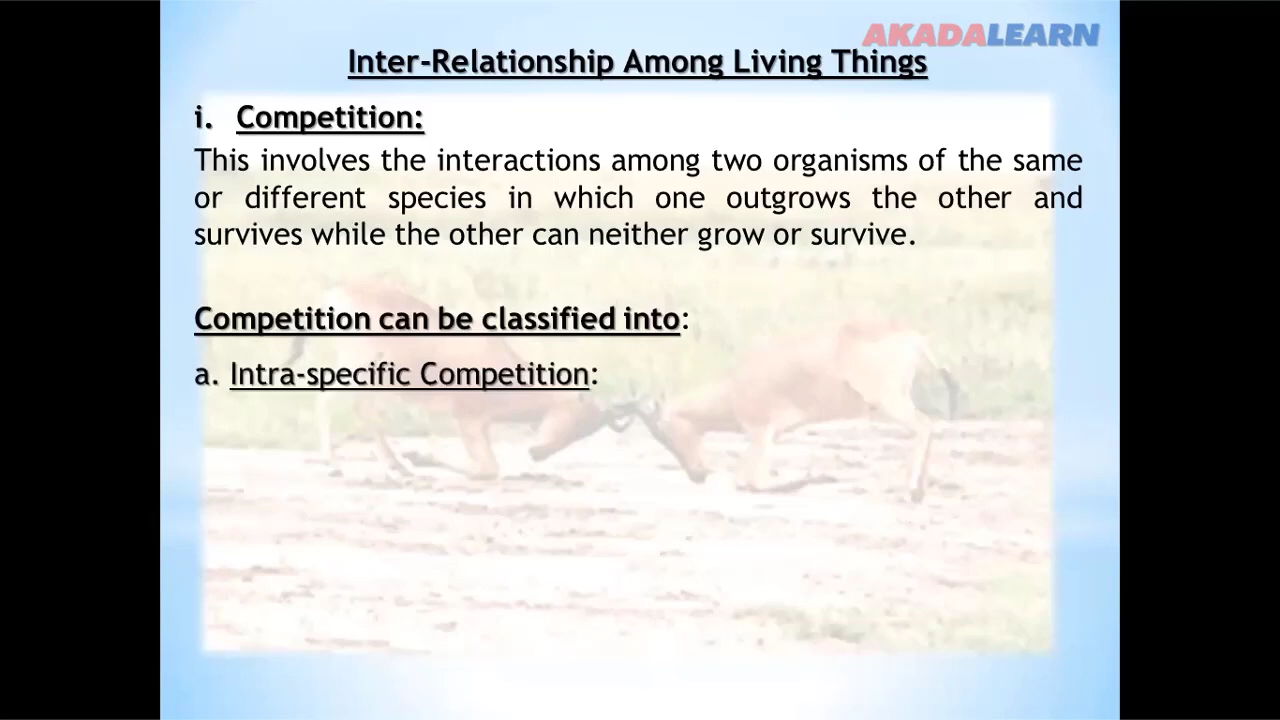 AKADALEARN
Inter-Relationship Among Living Things
i. Competition:
This involves the interactions among two organisms of the same
or different species in which one outgrows the other and
survives while the other can neither grow or survive.
Competition can be classified into:
a. Intra-specific Competition: